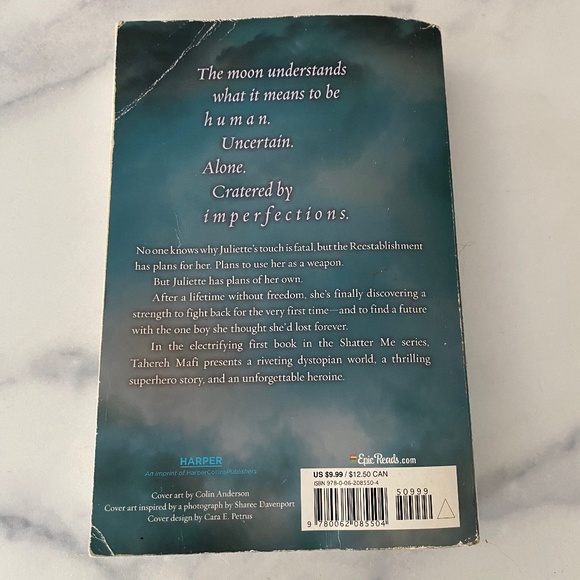 The moon understands
what it means to be
human.
Uncertain.
Alone.
Cratered by
imperfections.
No one knows why Juliette's touch is fatal, but the Reestablishment
has plans for her. Plans to use her as a weapon.
But Juliette has plans of her own.
After a lifetime without freedom, she's finally discovering a
strength to fight back for the very first time—and to find a future
with the one boy she thought she'd lost forever.
In the electrifying first book in the Shatter Me series,
Tahereh Mafi presents a riveting dystopian world, a thrilling
superhero story, and an unforgettable heroine.
HARPER
An imprint of HarperCollinsPublishers
EpicReads.com
Cover art by Colin Anderson
Cover art inspired by a photograph by Sharee Davenport
Cover design by Cara E. Petrus
US $9.99 / $12.50 CAN
ISBN 978-0-06-208550-4
50999
9 780062 085504